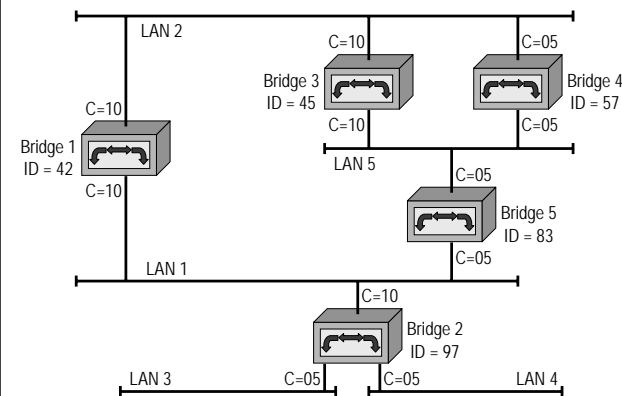 LAN 2
C=10
C=05
Bridge 3
ID = 45
Bridge 4
ID = 57
C=10
C=10
C=05
Bridge 1
ID = 42
LAN 5
C=10
C=05
Bridge 5
ID = 83
C=05
LAN 1
C=10
Bridge 2
ID = 97
LAN 3
C=05
C=05
LAN 4